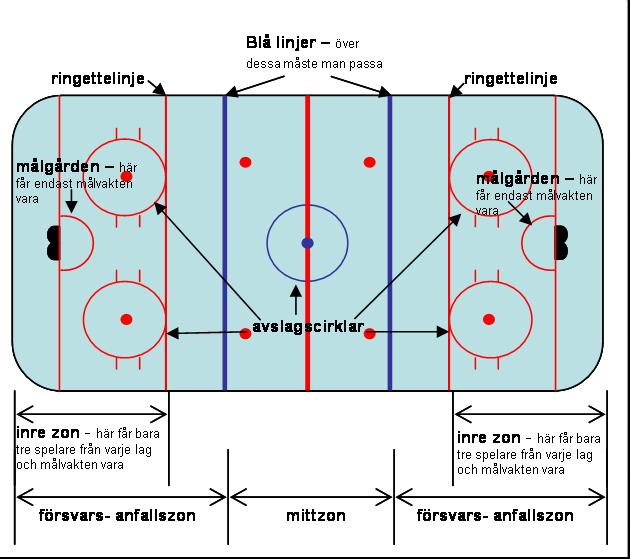 Blå linjer – över
dessa måste man passa
ringettelinje
ringettelinje
målgården – här
får endast målvakten
vara
målgården – här
får endast målvakten
vara
avslagscirklar
inre zon – här får bara
tre spelare från varje lag
och målvakten vara
inre zon – här får bara
tre spelare från varje lag
och målvakten vara
försvars- anfallszon
mittzon
försvars- anfallszon